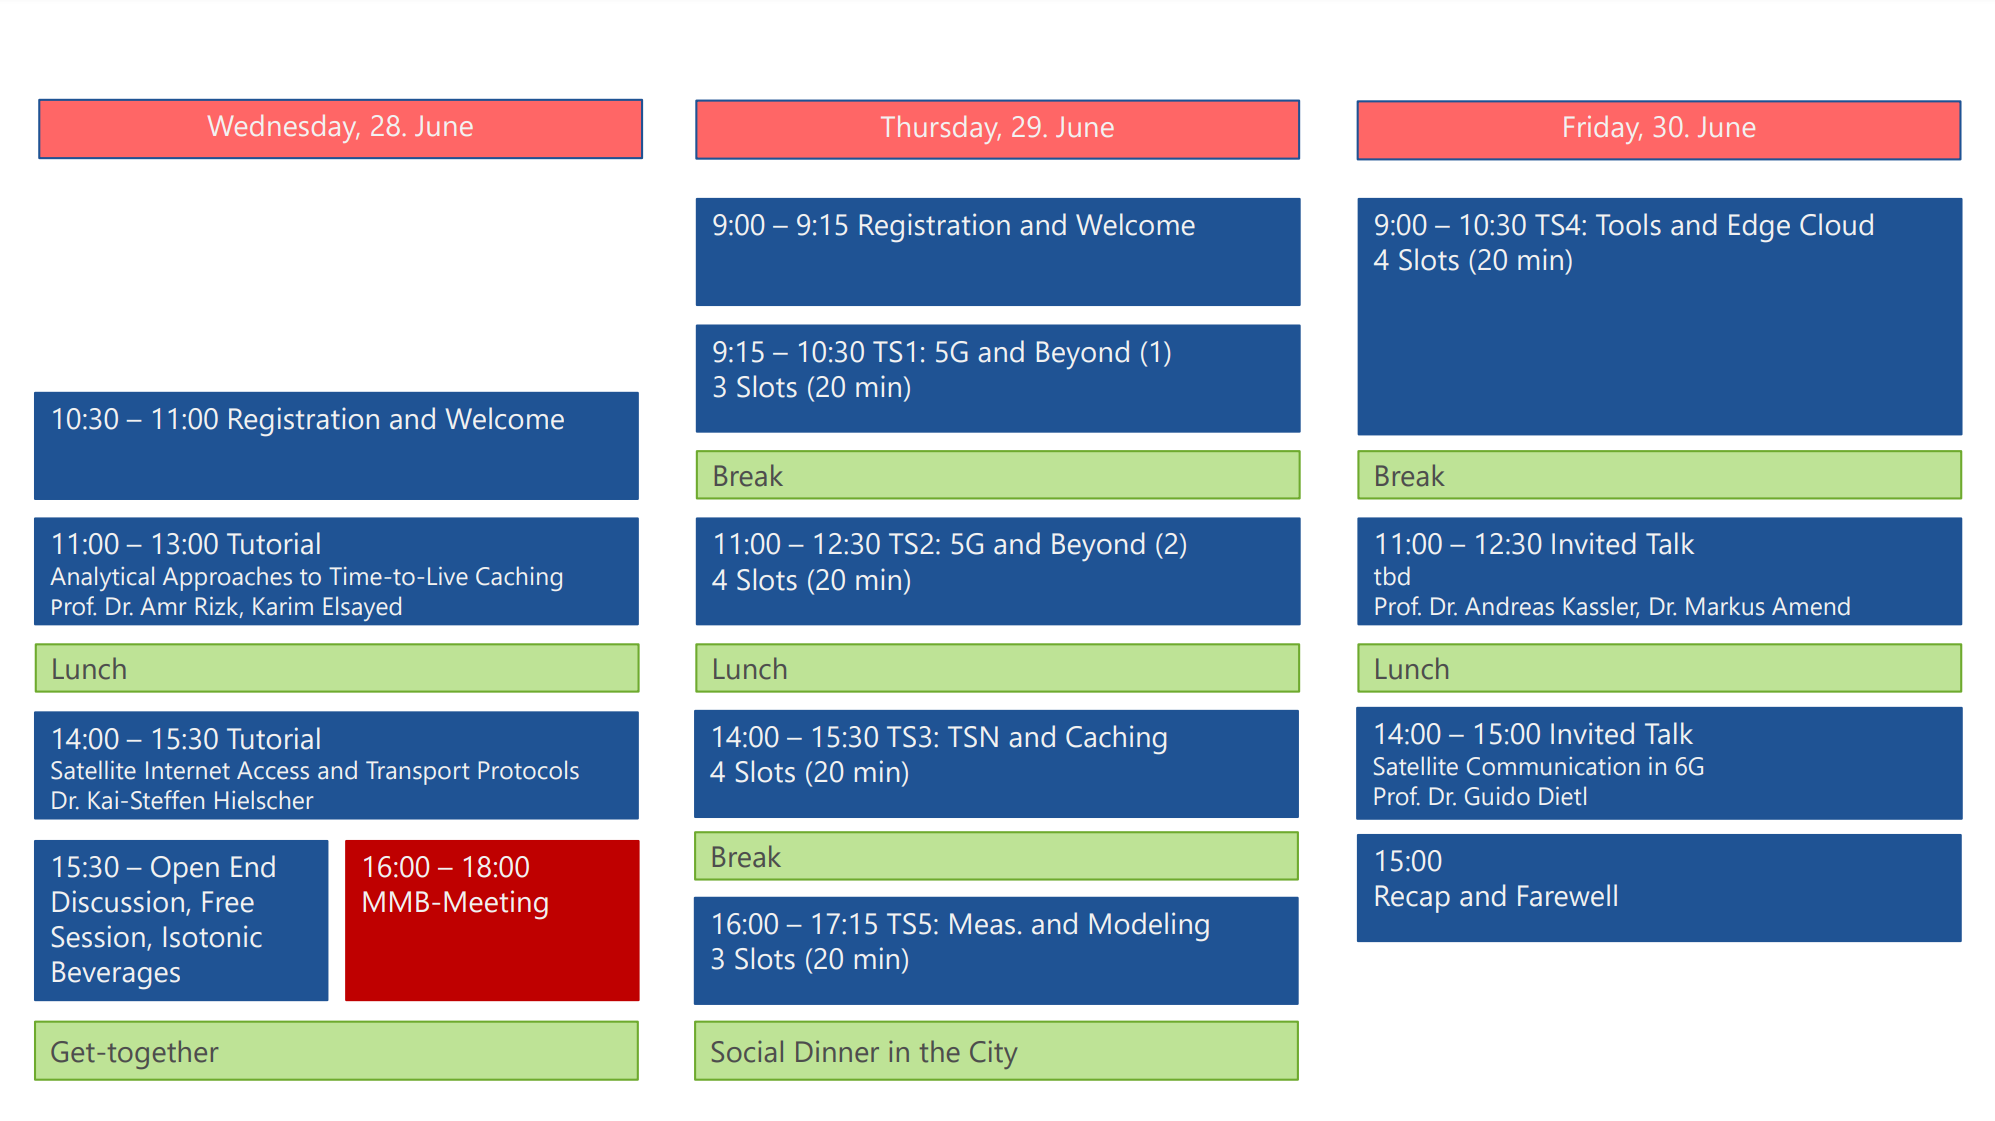 Wednesday, 28. June
10:30 – 11:00 Registration and Welcome
11:00 – 13:00 Tutorial
Analytical Approaches to Time-to-Live Caching
Prof. Dr. Amr Rizk, Karim Elsayed
Lunch
14:00 – 15:30 Tutorial
Satellite Internet Access and Transport Protocols
Dr. Kai-Steffen Hielscher
15:30 – Open End
Discussion, Free
Session, Isotonic
Beverages
16:00 – 18:00
MMB-Meeting
Get-together
Thursday, 29. June
9:00 – 9:15 Registration and Welcome
9:15 – 10:30 TS1: 5G and Beyond (1)
3 Slots (20 min)
Break
11:00 – 12:30 TS2: 5G and Beyond (2)
4 Slots (20 min)
Lunch
14:00 – 15:30 TS3: TSN and Caching
4 Slots (20 min)
Break
16:00 – 17:15 TS5: Meas. and Modeling
3 Slots (20 min)
Social Dinner in the City
Friday, 30. June
9:00 – 10:30 TS4: Tools and Edge Cloud
4 Slots (20 min)
Break
11:00 – 12:30 Invited Talk
tbd
Prof. Dr. Andreas Kassler, Dr. Markus Amend
Lunch
14:00 – 15:00 Invited Talk
Satellite Communication in 6G
Prof. Dr. Guido Dietl
15:00
Recap and Farewell